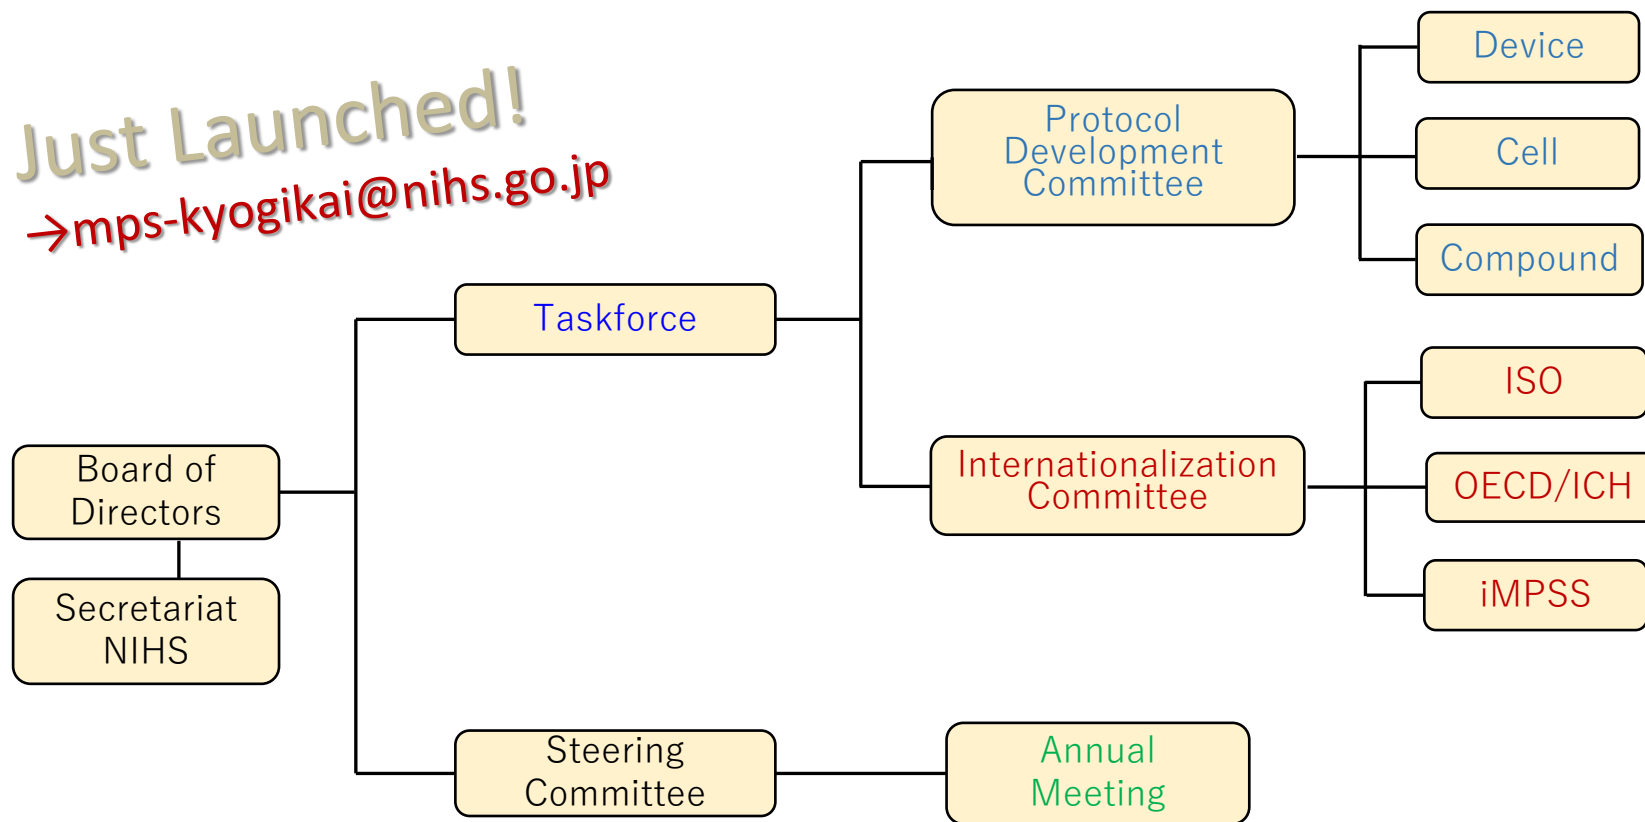 Just Launched!
→mps-kyogikai@nihs.go.jp
Board of
Directors
Secretariat
NIHS
Taskforce
Steering
Committee
Protocol
Development
Committee
Internationalization
Committee
Annual
Meeting
Device
Cell
Compound
ISO
OECD/ICH
iMPSS